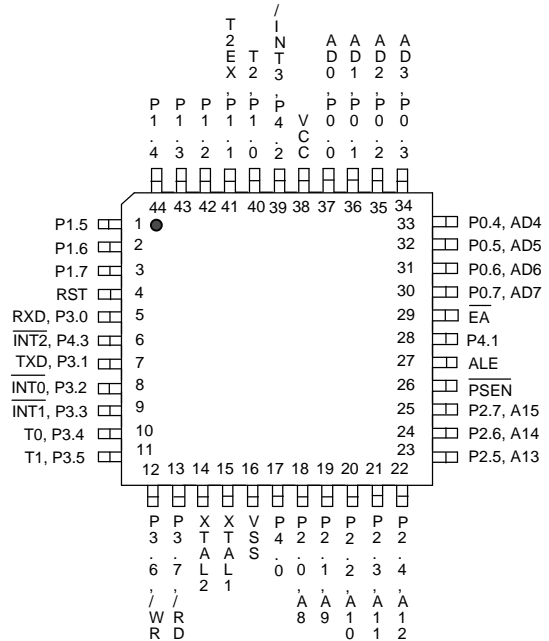 P1.4
P1.3
P1.2
T2EX,P1.1
T2,P1.0
/INT3,P4.2
VCC
AD0,P0.0
AD1,P0.1
AD2,P0.2
AD3,P0.3
44 43 42 41 40 39 38 37 36 35 34
P1.5 1
P1.6 2
P1.7 3
RST 4
RXD, P3.0 5
INT2, P4.3 6
TXD, P3.1 7
INT0, P3.2 8
INT1, P3.3 9
T0, P3.4 10
T1, P3.5 11
33 P0.4, AD4
32 P0.5, AD5
31 P0.6, AD6
30 P0.7, AD7
29 EA
28 P4.1
27 ALE
26 PSEN
25 P2.7, A15
24 P2.6, A14
23 P2.5, A13
12 13 14 15 16 17 18 19 20 21 22
P3.6,/WR
P3.7,/RD
XTAL2
XTAL1
VSS
P4.0
P2.0,A8
P2.1,A9
P2.2,A10
P2.3,A11
P2.4,A12